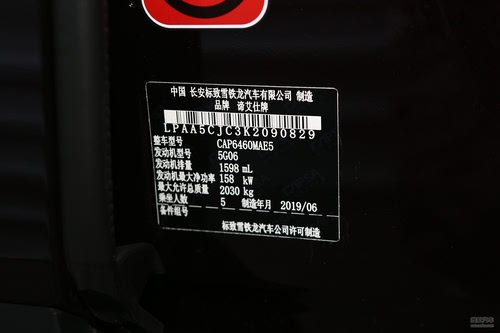 中国 长安标致雪铁龙汽车有限公司 制造
品牌 谛艾仕牌
LPAA5CJC3K2090829
整车型号 CAP6460MAE5
发动机型号 5G06
发动机排量 1598 mL
发动机最大净功率 158 kW
最大允许总质量 2030 kg
乘坐人数 5 制造年月 2019/06
备件组号
标致雪铁龙汽车公司许可制造